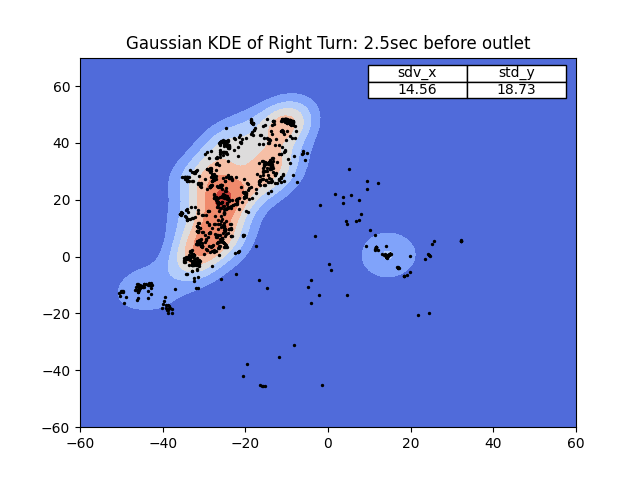 Gaussian KDE of Right Turn: 2.5sec before outlet
sdv_x std_y
14.56 18.73
60
40
20
0
−20
−40
−60
−60 −40 −20 0 20 40 60